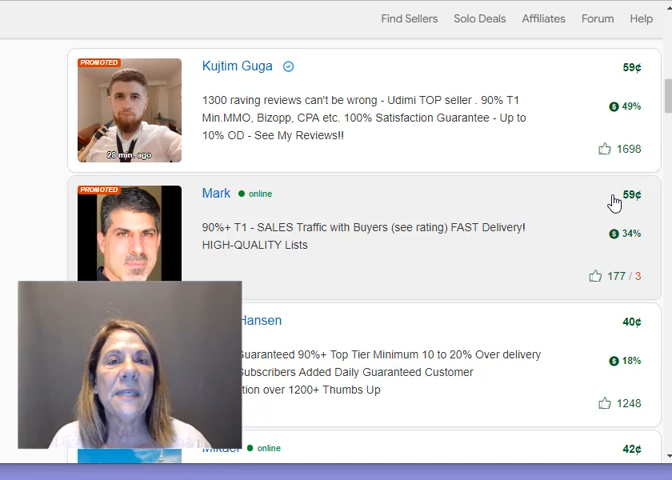 Find Sellers Solo Deals Affiliates Forum Help
PROMOTED
Kujtim Guga
59¢
1300 raving reviews can't be wrong - Udimi TOP seller . 90% T1
49%
Min.MMO, Bizopp, CPA etc. 100% Satisfaction Guarantee - Up to
10% OD - See My Reviews!!
1698
28 min. ago
PROMOTED
Mark online
59¢
90%+ T1 - SALES Traffic with Buyers (see rating) FAST Delivery!
34%
HIGH-QUALITY Lists
177 / 3
Hansen
40¢
Guaranteed 90%+ Top Tier Minimum 10 to 20% Over delivery
18%
Subscribers Added Daily Guaranteed Customer
over 1200+ Thumbs Up
1248
Mikael online
42¢